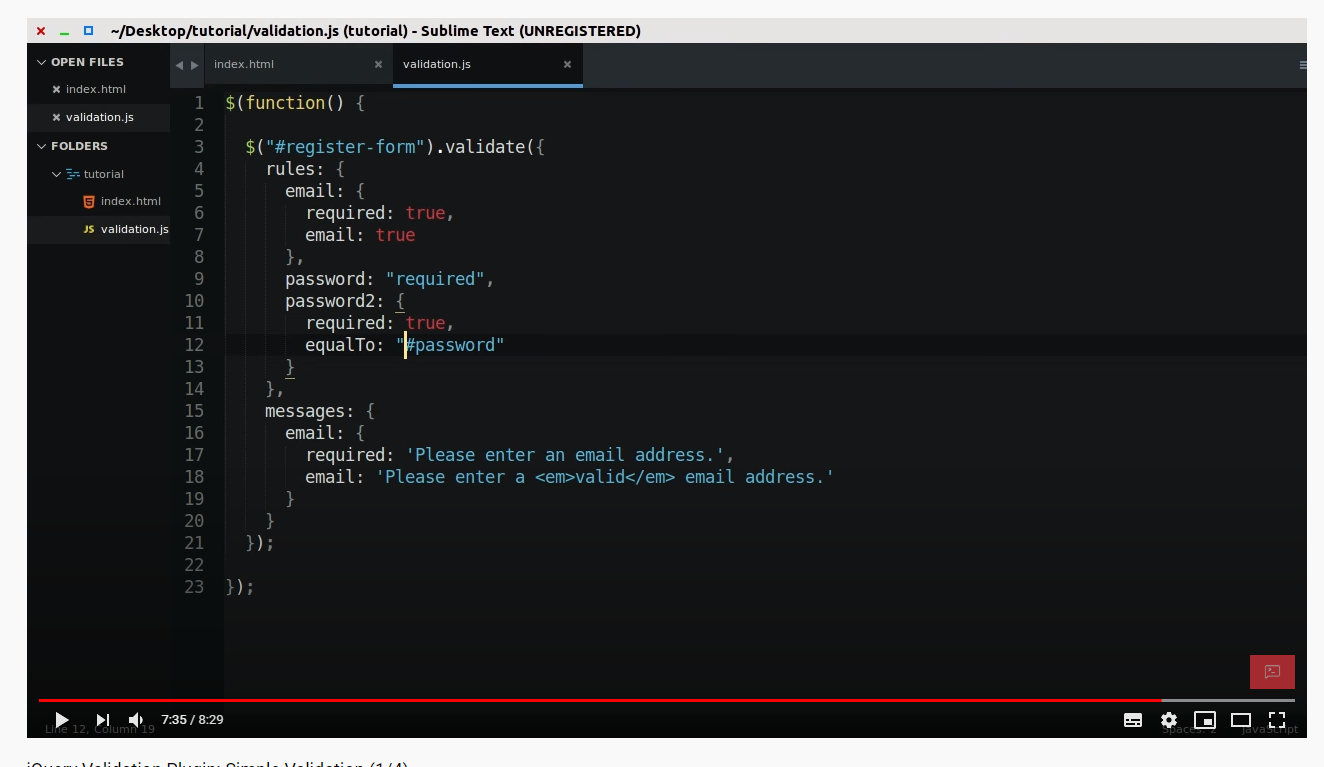 ~/Desktop/tutorial/validation.js (tutorial) - Sublime Text (UNREGISTERED)
OPEN FILES
index.html
validation.js
FOLDERS
tutorial
index.html
JS validation.js
index.html
validation.js
1 $(function() {
2
3   $("#register-form").validate({
4     rules: {
5       email: {
6         required: true,
7         email: true
8       },
9       password: "required",
10       password2: {
11         required: true,
12         equalTo: "#password"
13       }
14     },
15     messages: {
16       email: {
17         required: 'Please enter an email address.',
18         email: 'Please enter a <em>valid</em> email address.'
19       }
20     }
21   });
22
23 });
7:35 / 8:29
Line 12, Column 19
Spaces: 2
JavaScript
jQuery Validation Plugin: Simple Validation (1/4)